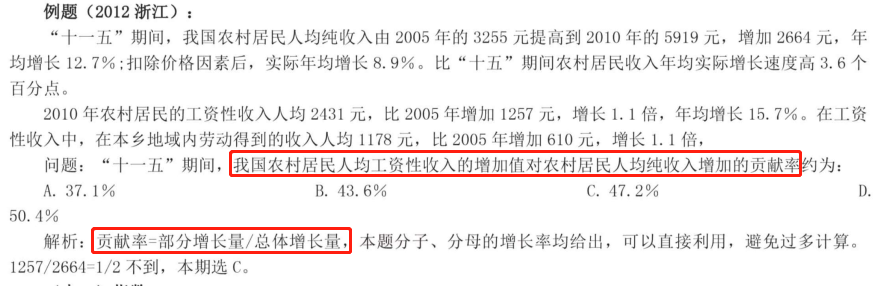 例题（2012 浙江）：
“十一五”期间，我国农村居民人均纯收入由 2005 年的 3255 元提高到 2010 年的 5919 元，增加 2664 元，年
均增长 12.7%;扣除价格因素后，实际年均增长 8.9%。比“十五”期间农村居民收入年均实际增长速度高 3.6 个
百分点。
2010 年农村居民的工资性收入人均 2431 元，比 2005 年增加 1257 元，增长 1.1 倍，年均增长 15.7%。在工资
性收入中，在本乡地域内劳动得到的收入人均 1178 元，比 2005 年增加 610 元，增长 1.1 倍，
问题：“十一五”期间，我国农村居民人均工资性收入的增加值对农村居民人均纯收入增加的贡献率约为：
A. 37.1% B. 43.6% C. 47.2% D.
50.4%
解析：贡献率=部分增长量/总体增长量，本题分子、分母的增长率均给出，可以直接利用，避免过多计算。
1257/2664=1/2 不到，本期选 C。